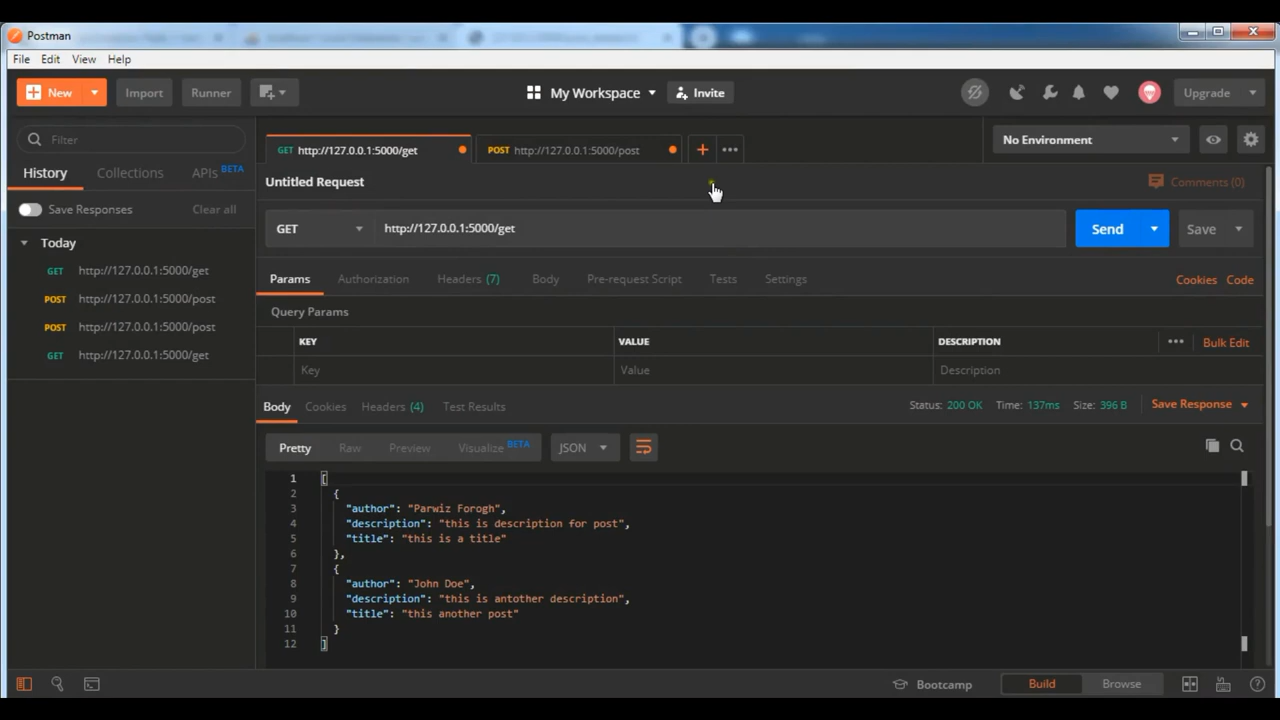 Postman
File Edit View Help
New Import Runner My Workspace Invite Upgrade
Filter
GET http://127.0.0.1:5000/get POST http://127.0.0.1:5000/post No Environment
History Collections APIs BETA
Untitled Request Comments (0)
Save Responses Clear all
GET http://127.0.0.1:5000/get Send Save
Today
GET http://127.0.0.1:5000/get
POST http://127.0.0.1:5000/post
POST http://127.0.0.1:5000/post
GET http://127.0.0.1:5000/get
Params Authorization Headers (7) Body Pre-request Script Tests Settings Cookies Code
Query Params
KEY VALUE DESCRIPTION Bulk Edit
Key Value Description
Body Cookies Headers (4) Test Results Status: 200 OK Time: 137ms Size: 396 B Save Response
Pretty Raw Preview Visualize BETA JSON
1 [
2 {
3 "author": "Parwiz Forogh",
4 "description": "this is description for post",
5 "title": "this is a title"
6 },
7 {
8 "author": "John Doe",
9 "description": "this is antother description",
10 "title": "this another post"
11 }
12 ]
Bootcamp Build Browse